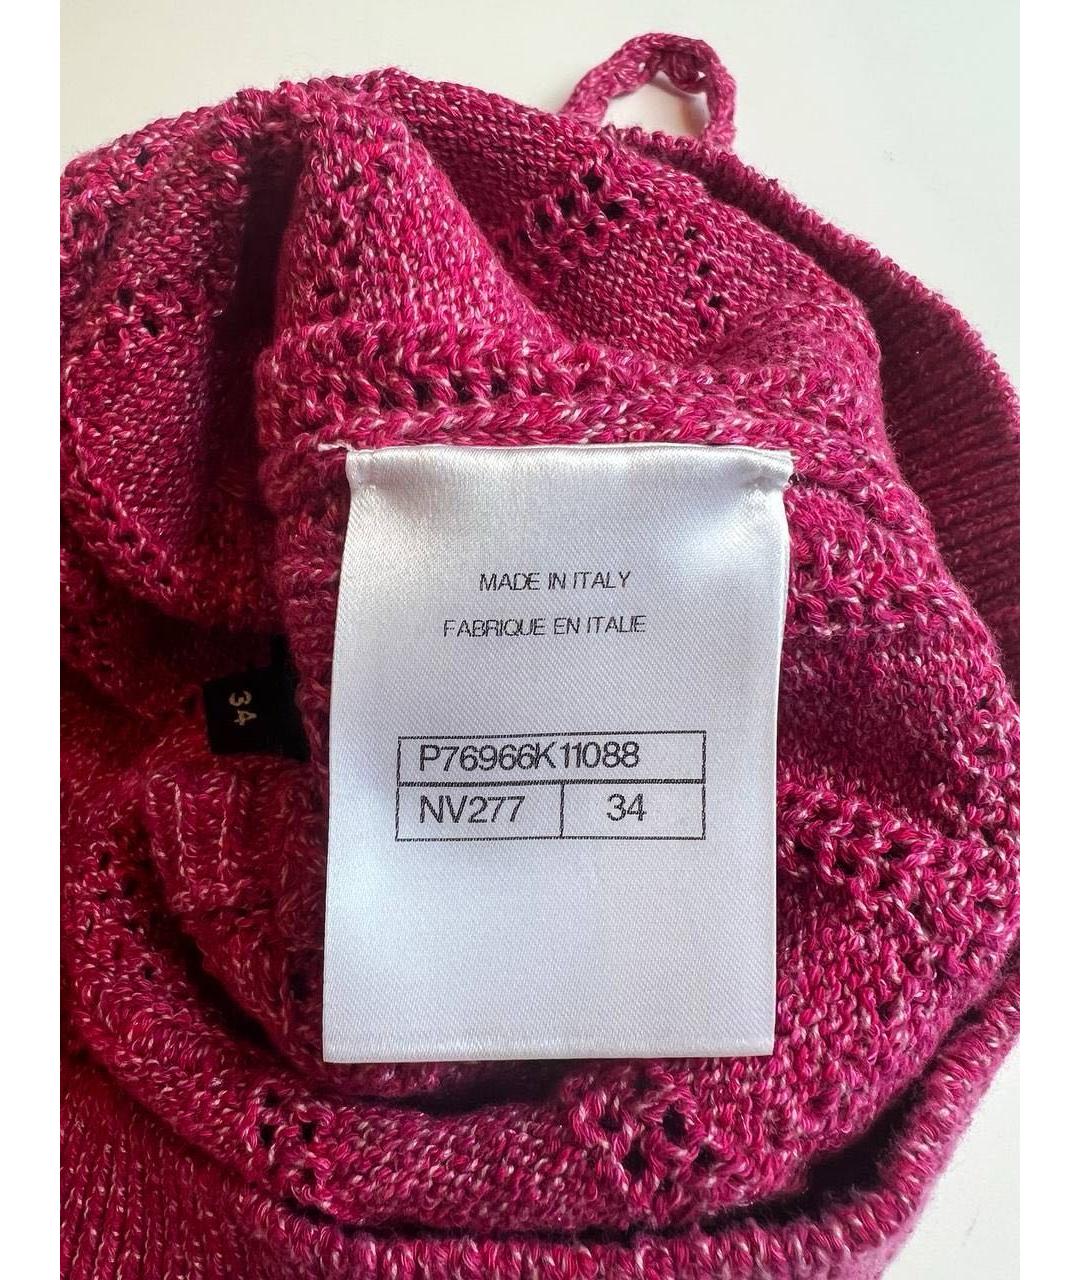 MADE IN ITALY
FABRIQUE EN ITALIE
P76966K11088
NV277 34
34